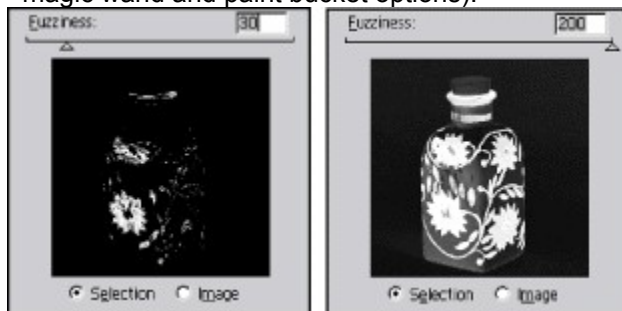 magic wand and paint bucket options).
Fuzziness: 30 Fuzziness: 200
Selection Image Selection Image